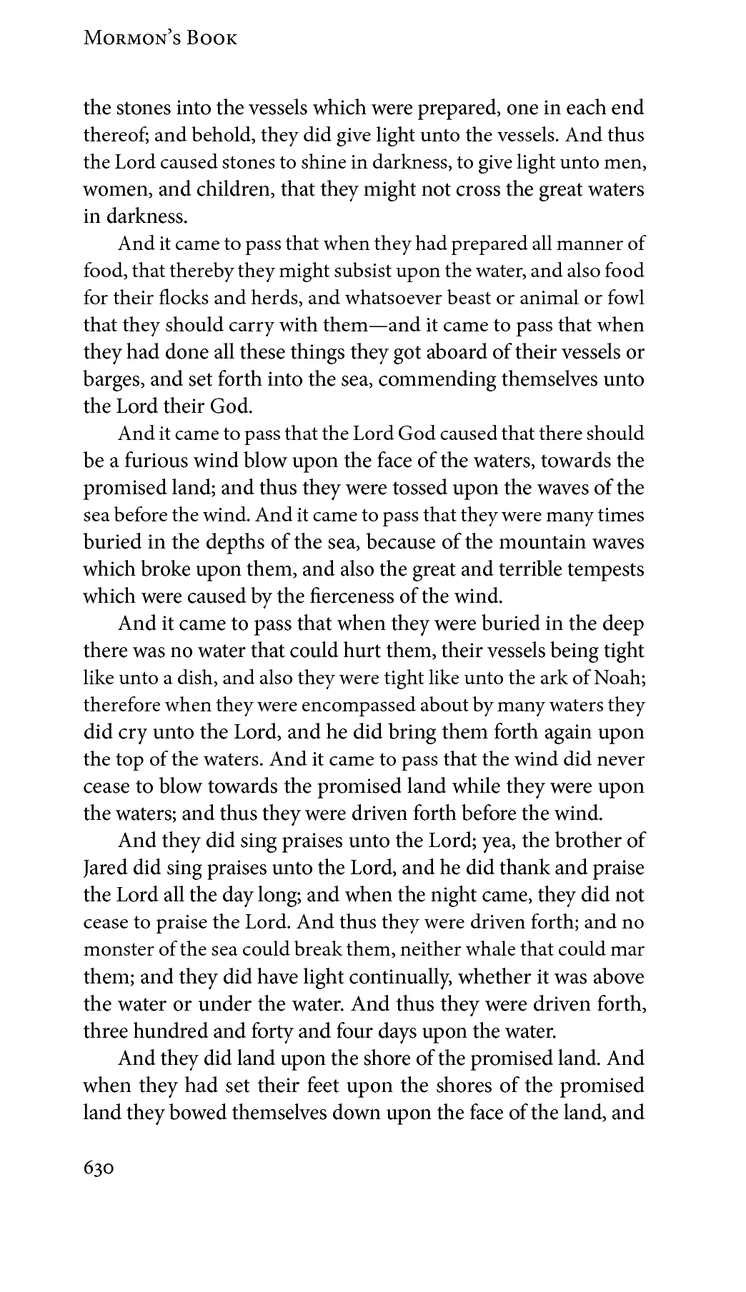 Mormon's Book
the stones into the vessels which were prepared, one in each end
thereof; and behold, they did give light unto the vessels. And thus
the Lord caused stones to shine in darkness, to give light unto men,
women, and children, that they might not cross the great waters
in darkness.
And it came to pass that when they had prepared all manner of
food, that thereby they might subsist upon the water, and also food
for their flocks and herds, and whatsoever beast or animal or fowl
that they should carry with them—and it came to pass that when
they had done all these things they got aboard of their vessels or
barges, and set forth into the sea, commending themselves unto
the Lord their God.
And it came to pass that the Lord God caused that there should
be a furious wind blow upon the face of the waters, towards the
promised land; and thus they were tossed upon the waves of the
sea before the wind. And it came to pass that they were many times
buried in the depths of the sea, because of the mountain waves
which broke upon them, and also the great and terrible tempests
which were caused by the fierceness of the wind.
And it came to pass that when they were buried in the deep
there was no water that could hurt them, their vessels being tight
like unto a dish, and also they were tight like unto the ark of Noah;
therefore when they were encompassed about by many waters they
did cry unto the Lord, and he did bring them forth again upon
the top of the waters. And it came to pass that the wind did never
cease to blow towards the promised land while they were upon
the waters; and thus they were driven forth before the wind.
And they did sing praises unto the Lord; yea, the brother of
Jared did sing praises unto the Lord, and he did thank and praise
the Lord all the day long; and when the night came, they did not
cease to praise the Lord. And thus they were driven forth; and no
monster of the sea could break them, neither whale that could mar
them; and they did have light continually, whether it was above
the water or under the water. And thus they were driven forth,
three hundred and forty and four days upon the water.
And they did land upon the shore of the promised land. And
when they had set their feet upon the shores of the promised
land they bowed themselves down upon the face of the land, and
630